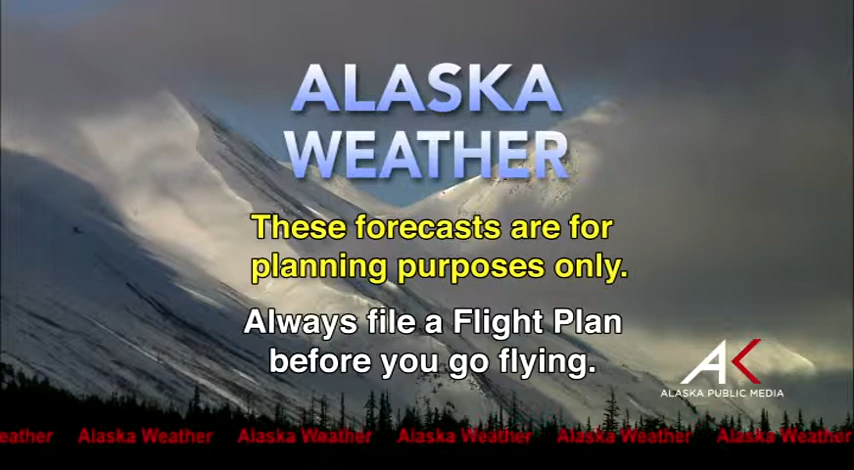 ALASKA
WEATHER
These forecasts are for
planning purposes only.
Always file a Flight Plan
before you go flying.
AK
ALASKA PUBLIC MEDIA
eather Alaska Weather Alaska Weather Alaska Weather Alaska Weather Alaska Weather